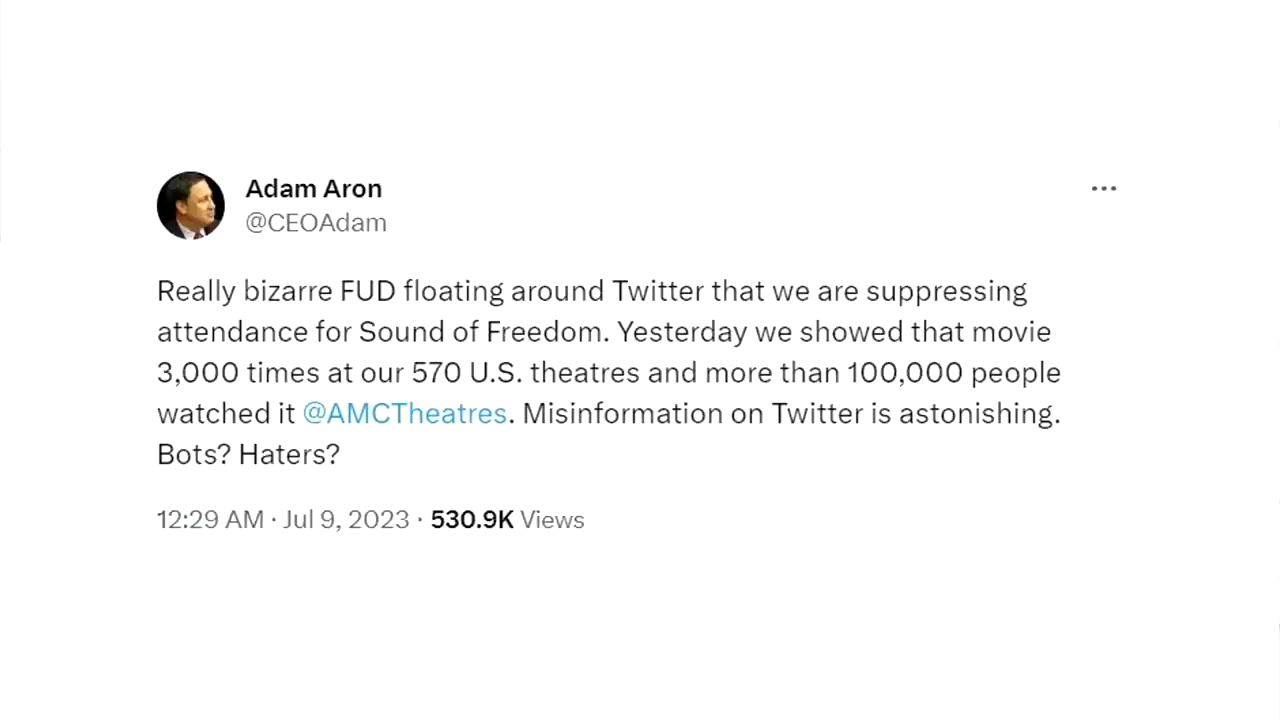 Adam Aron
@CEOAdam
Really bizarre FUD floating around Twitter that we are suppressing
attendance for Sound of Freedom. Yesterday we showed that movie
3,000 times at our 570 U.S. theatres and more than 100,000 people
watched it @AMCTheatres. Misinformation on Twitter is astonishing.
Bots? Haters?
12:29 AM · Jul 9, 2023 · 530.9K Views